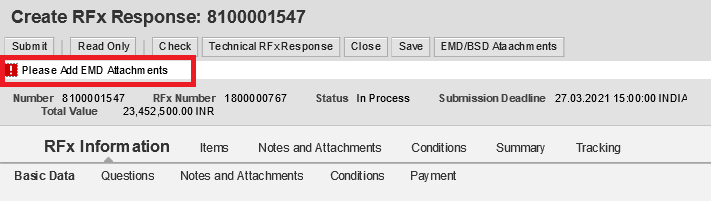 Create RFx Response: 8100001547
Submit Read Only Check Technical RFxResponse Close Save EMD/BSD Ataachments
Please Add EMD Attachments
Number 8100001547 RFx Number 1800000767 Status In Process Submission Deadline 27.03.2021 15:00:00 INDIA
Total Value 23,452,500.00 INR
RFx Information Items Notes and Attachments Conditions Summary Tracking
Basic Data Questions Notes and Attachments Conditions Payment